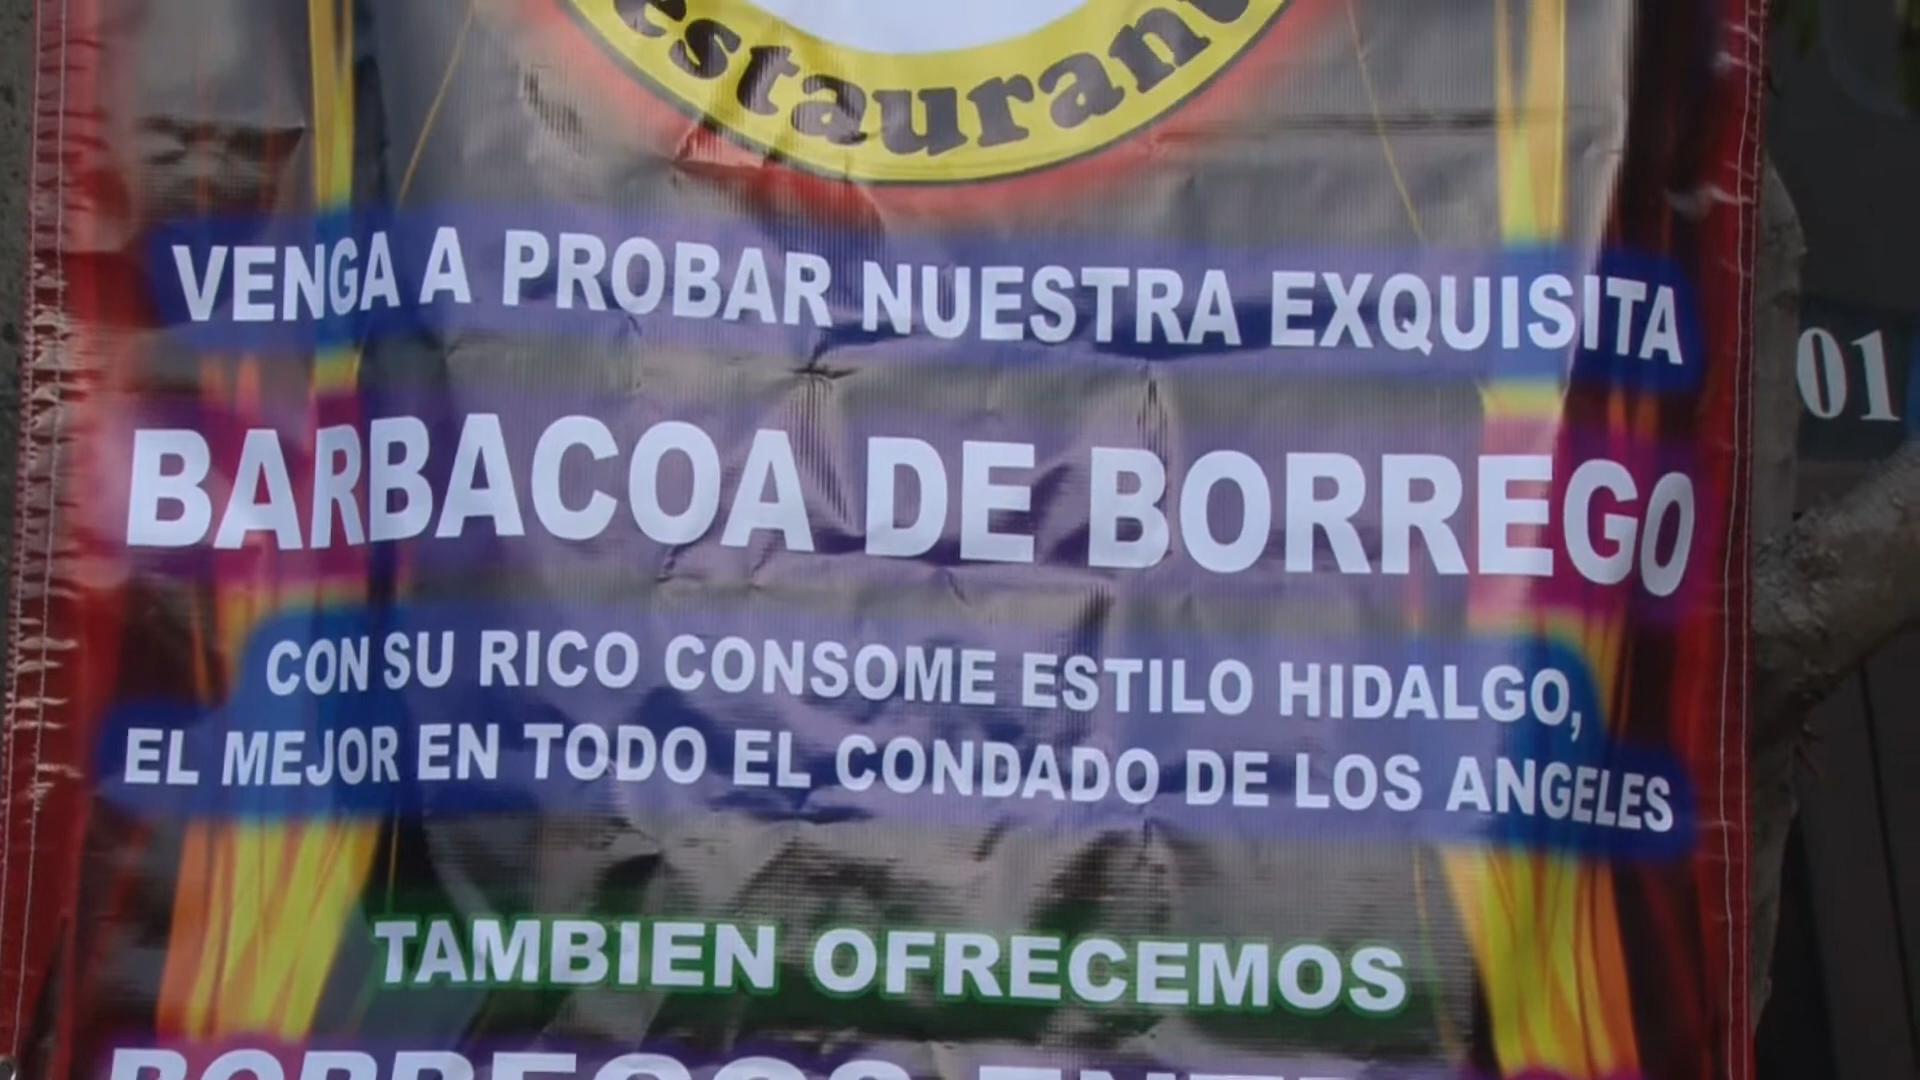 estaurant
VENGA A PROBAR NUESTRA EXQUISITA
BARBACOA DE BORREGO
01
CON SU RICO CONSOME ESTILO HIDALGO,
EL MEJOR EN TODO EL CONDADO DE LOS ANGELES
TAMBIEN OFRECEMOS